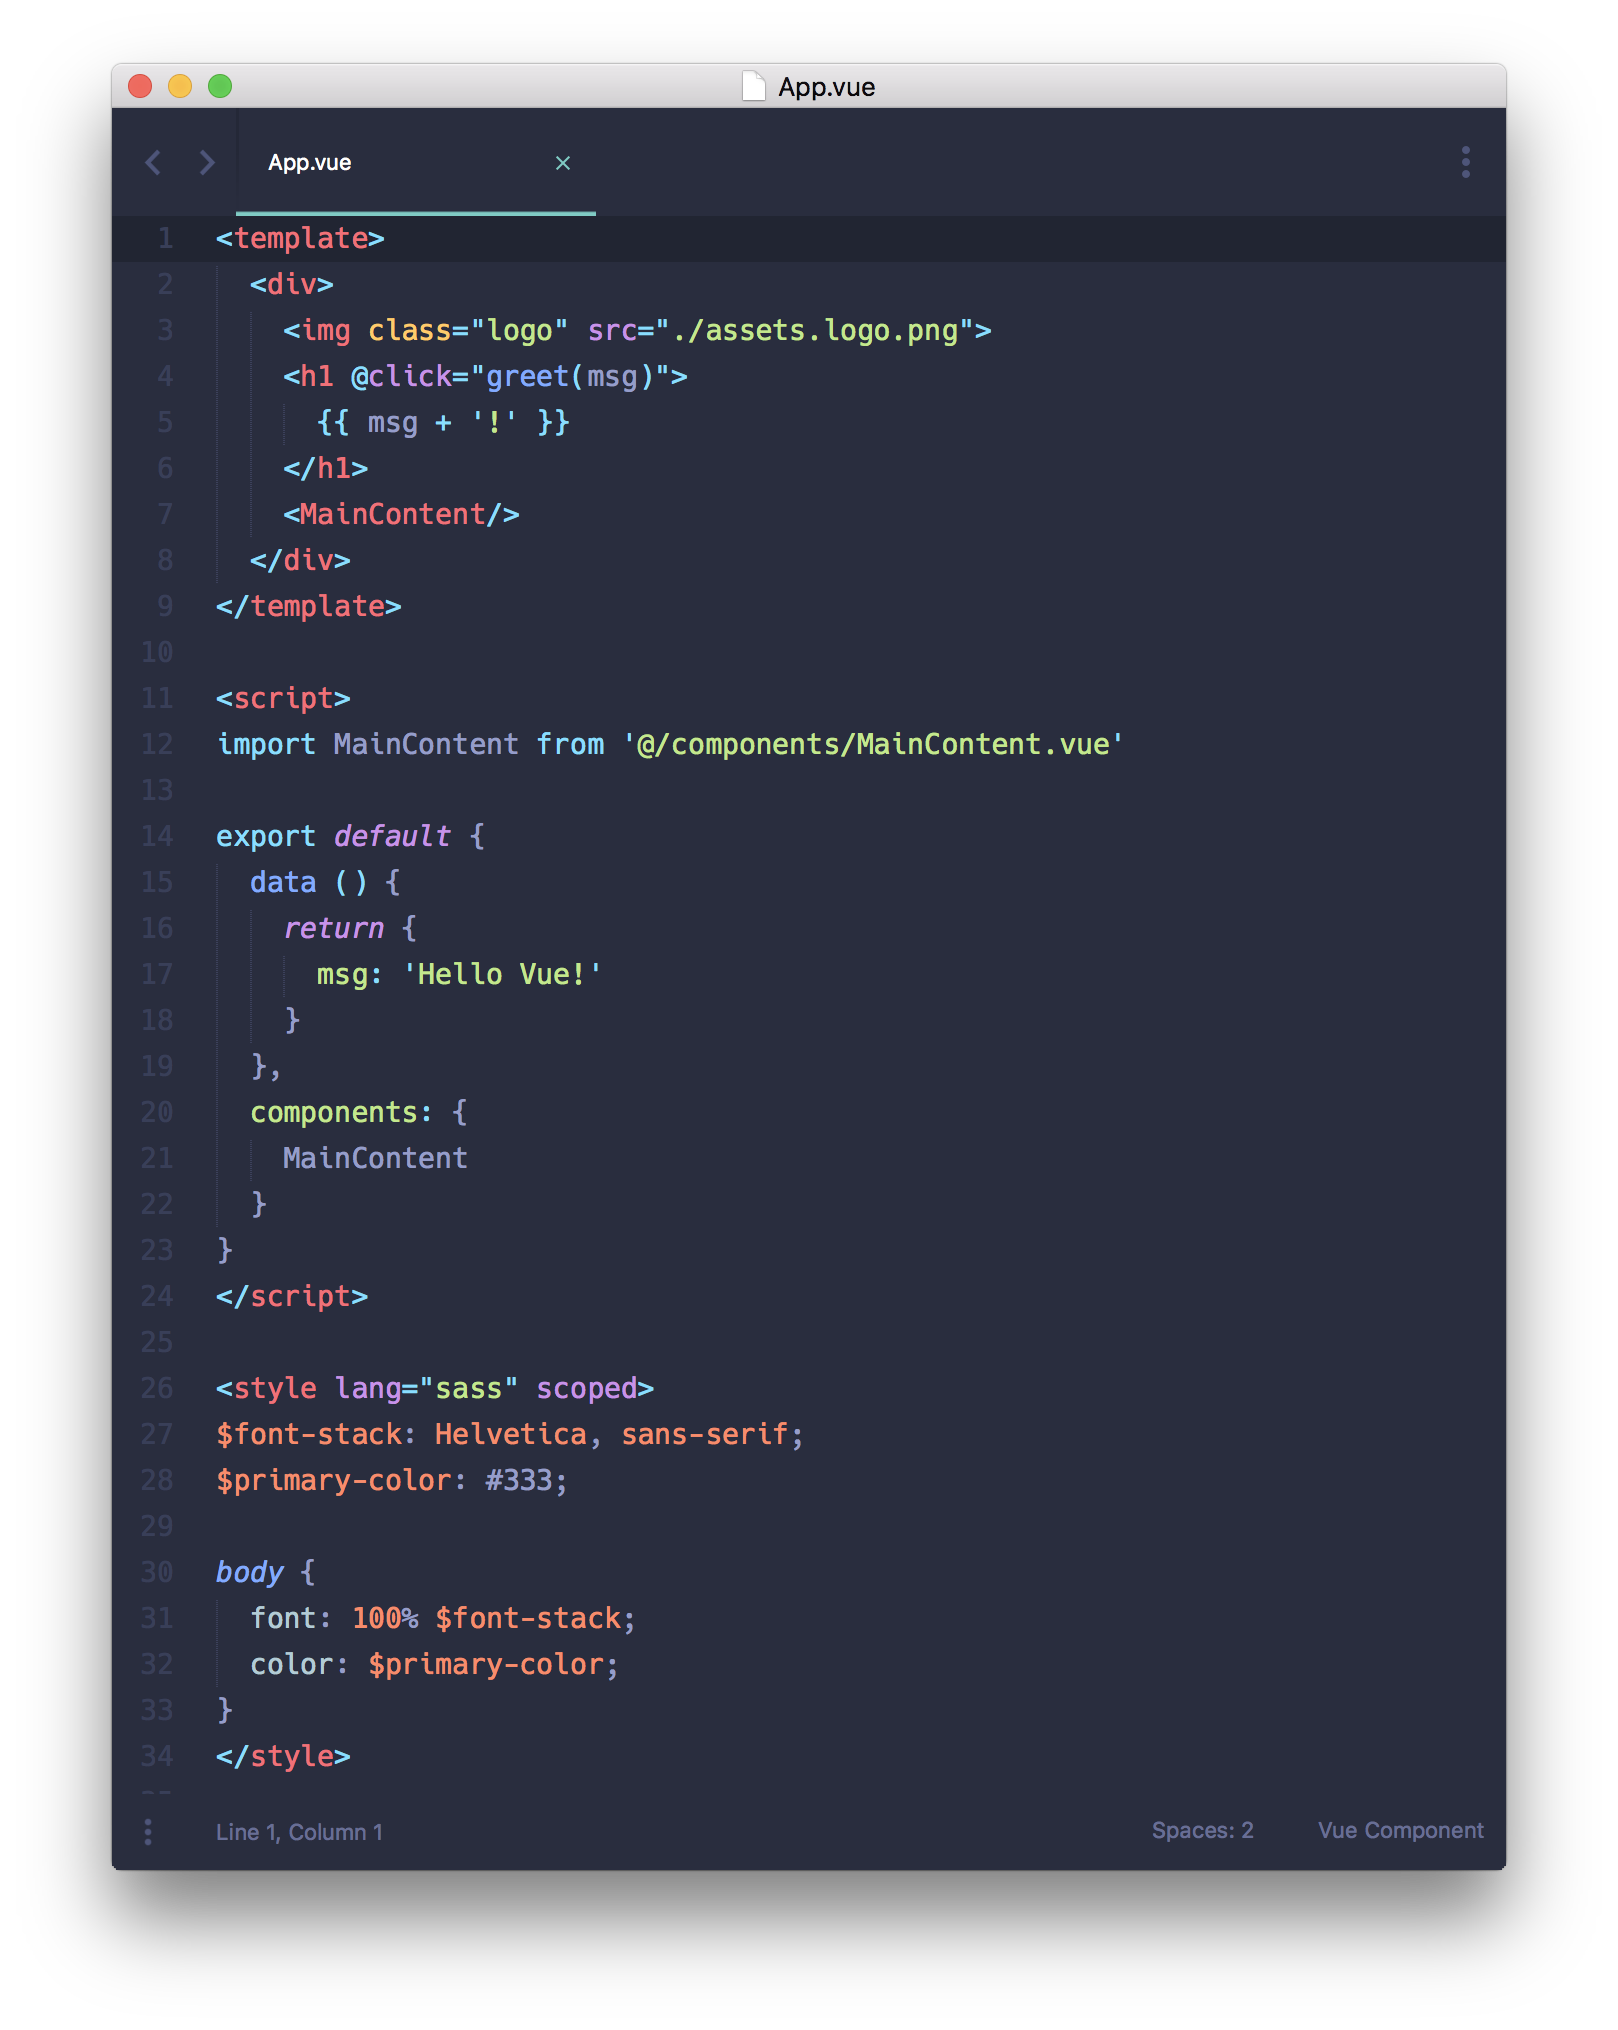 App.vue
App.vue
1 <template>
2   <div>
3     <img class="logo" src="./assets.logo.png">
4     <h1 @click="greet(msg)">
5       {{ msg + '!' }}
6     </h1>
7     <MainContent/>
8   </div>
9 </template>
10
11 <script>
12 import MainContent from '@/components/MainContent.vue'
13
14 export default {
15   data () {
16     return {
17       msg: 'Hello Vue!'
18     }
19   },
20   components: {
21     MainContent
22   }
23 }
24 </script>
25
26 <style lang="sass" scoped>
27 $font-stack: Helvetica, sans-serif;
28 $primary-color: #333;
29
30 body {
31   font: 100% $font-stack;
32   color: $primary-color;
33 }
34 </style>
Line 1, Column 1 Spaces: 2 Vue Component